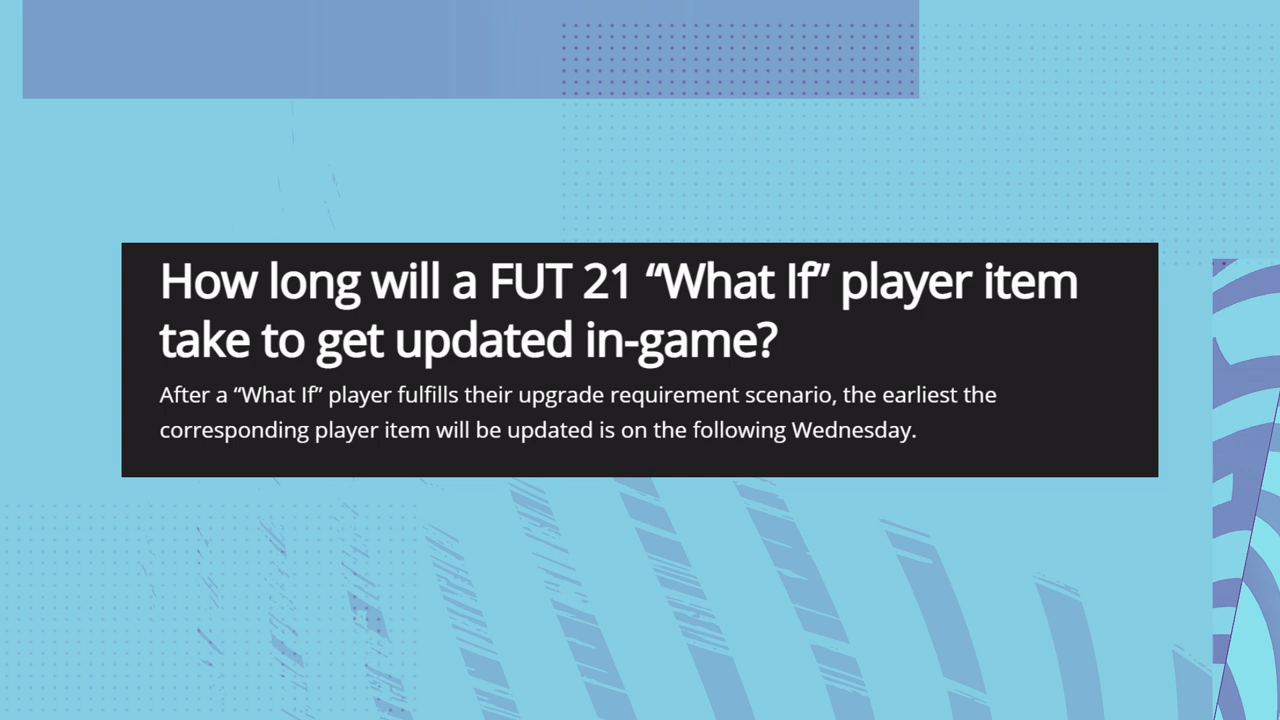 How long will a FUT 21 “What If” player item
take to get updated in-game?
After a “What If” player fulfills their upgrade requirement scenario, the earliest the
corresponding player item will be updated is on the following Wednesday.